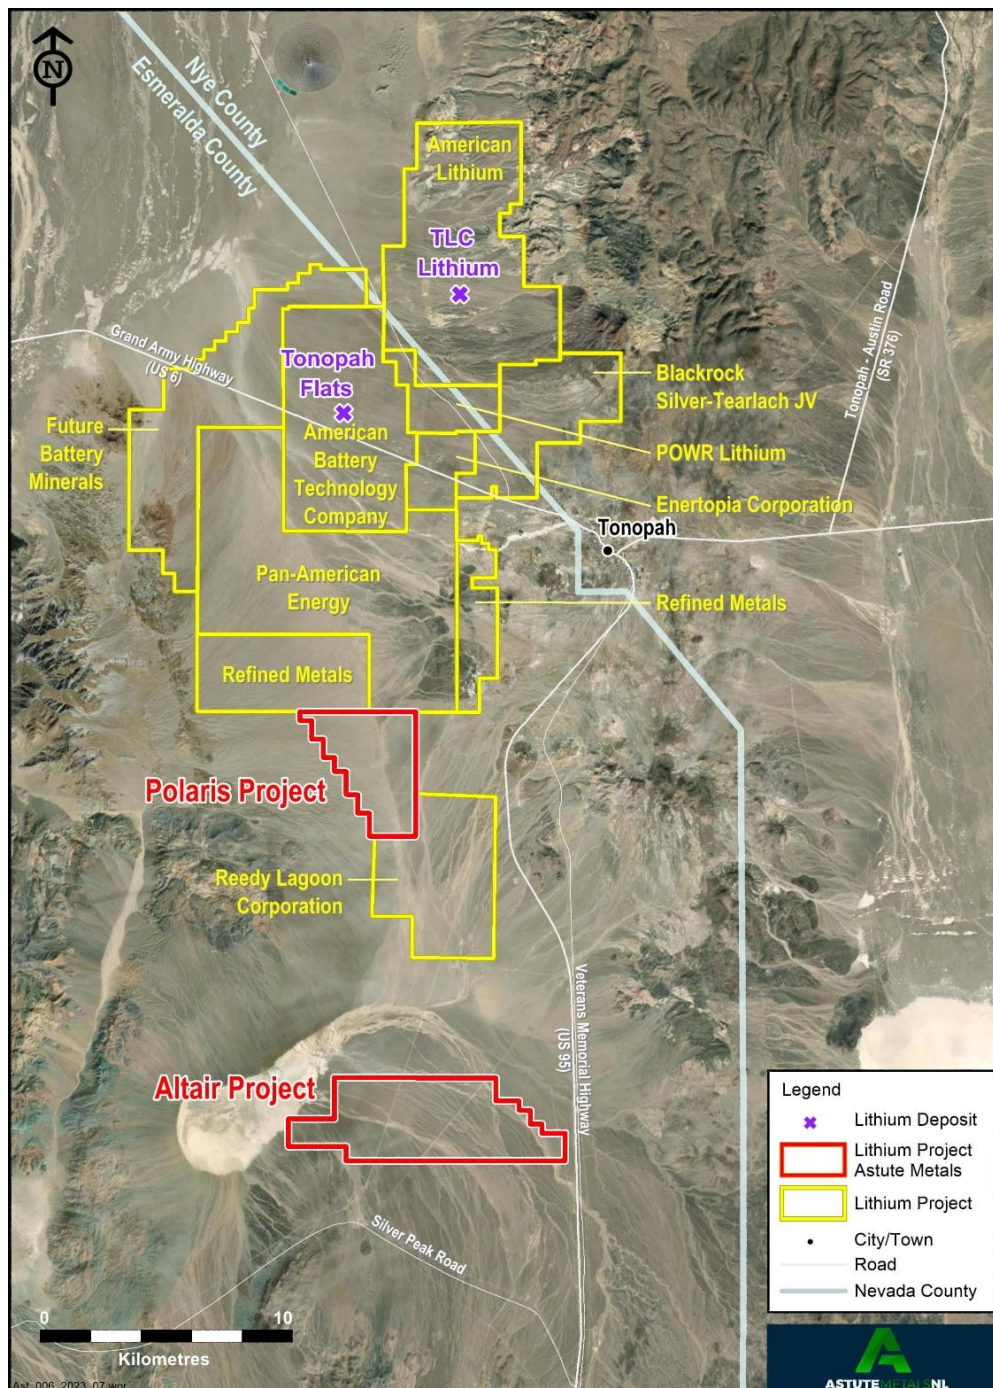 N
Nye County
Esmeralda County
American
Lithium
TLC
Lithium
Grand Army Highway
(US 6)
Tonopah
Flats
American
Battery
Technology
Company
Future
Battery
Minerals
Blackrock
Silver-Tearlach JV
POWR Lithium
Enertopia Corporation
Tonopah - Austin Road
(SR 376)
Tonopah
Pan-American
Energy
Refined Metals
Refined Metals
Polaris Project
Reedy Lagoon
Corporation
Veterans Memorial Highway
(US 95)
Altair Project
Silver Peak Road
Legend
Lithium Deposit
Lithium Project
Astute Metals
Lithium Project
City/Town
Road
Nevada County
0 10
Kilometres
Ast_006_2023_07.wor
ASTUTEMETALSNL